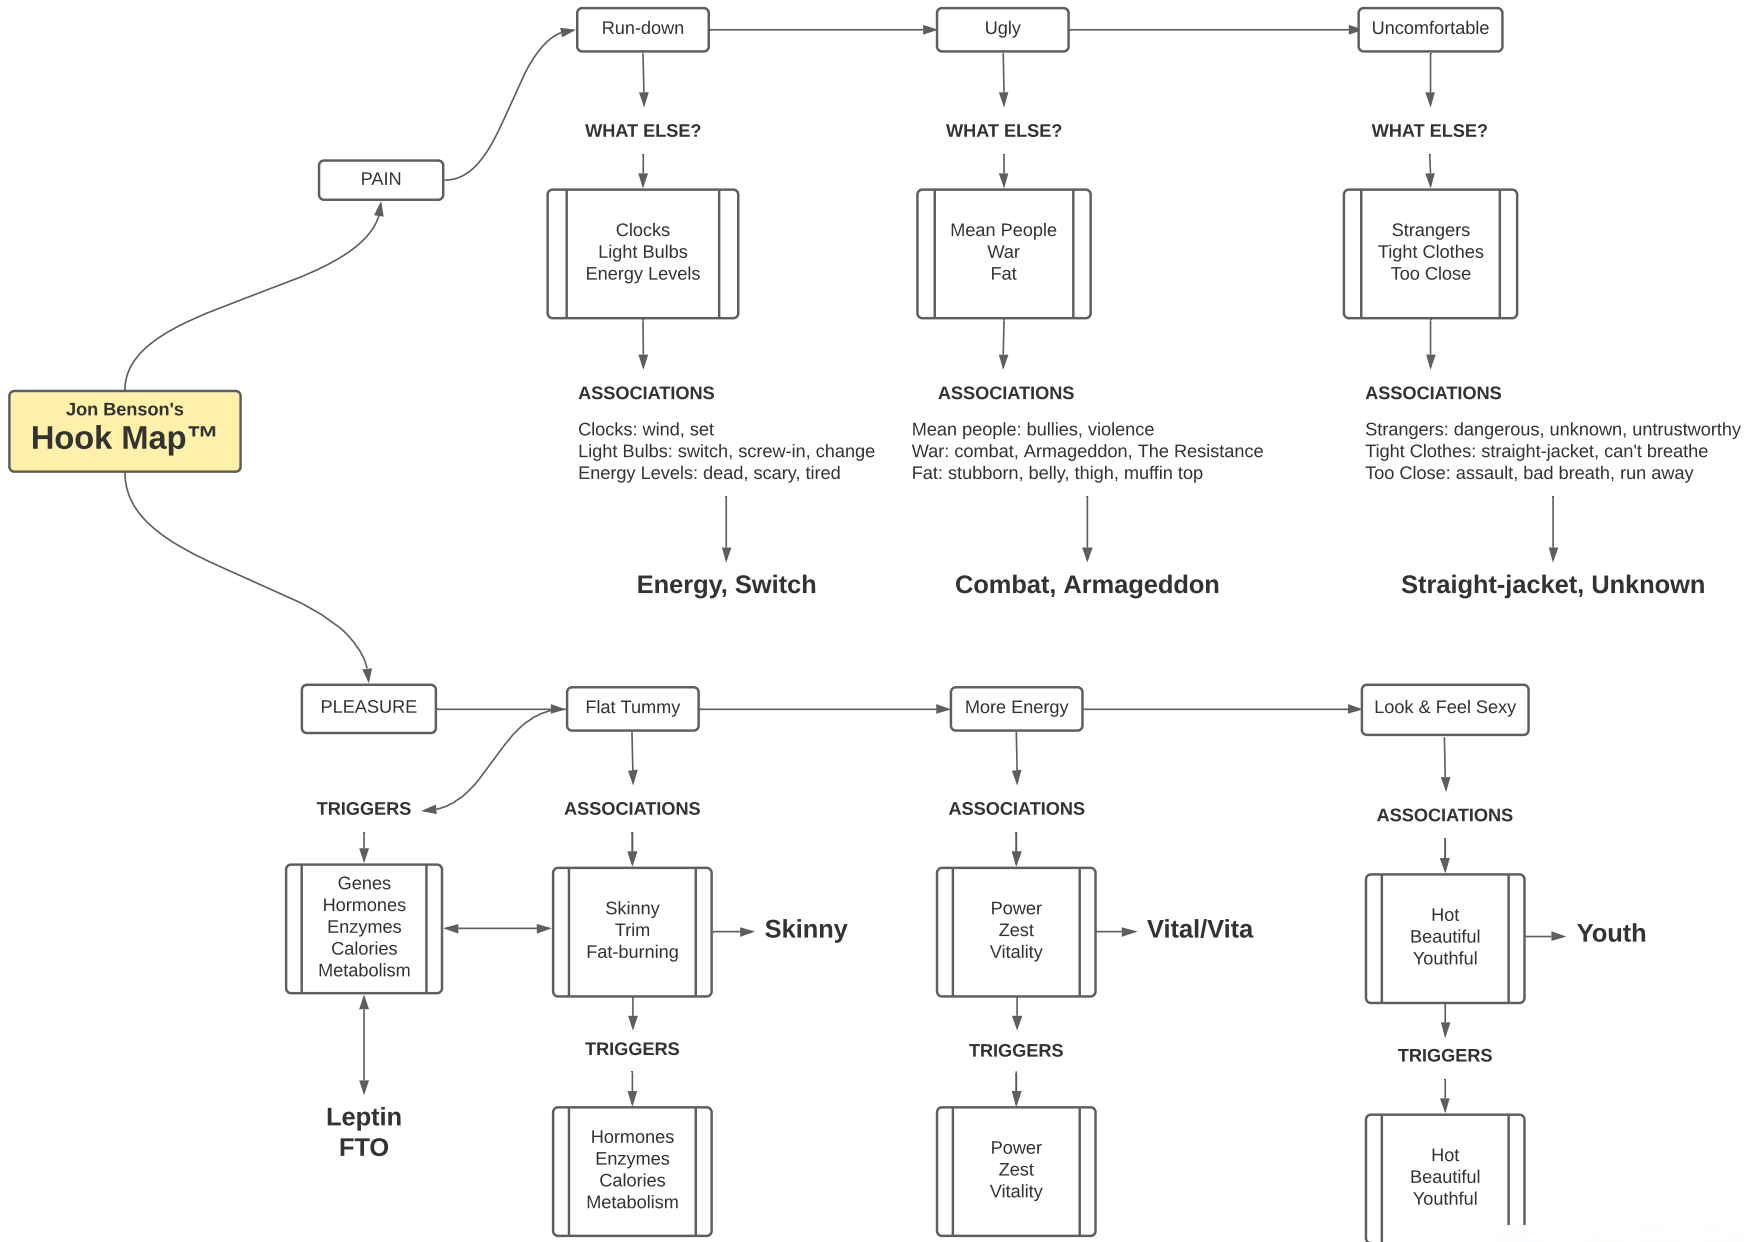 Run-down
Ugly
Uncomfortable
WHAT ELSE?
WHAT ELSE?
WHAT ELSE?
PAIN
Clocks
Light Bulbs
Energy Levels
Mean People
War
Fat
Strangers
Tight Clothes
Too Close
Jon Benson's
Hook Map™
ASSOCIATIONS
Clocks: wind, set
Light Bulbs: switch, screw-in, change
Energy Levels: dead, scary, tired
ASSOCIATIONS
Mean people: bullies, violence
War: combat, Armageddon, The Resistance
Fat: stubborn, belly, thigh, muffin top
ASSOCIATIONS
Strangers: dangerous, unknown, untrustworthy
Tight Clothes: straight-jacket, can't breathe
Too Close: assault, bad breath, run away
Energy, Switch
Combat, Armageddon
Straight-jacket, Unknown
PLEASURE
Flat Tummy
More Energy
Look & Feel Sexy
TRIGGERS
ASSOCIATIONS
ASSOCIATIONS
ASSOCIATIONS
Genes
Hormones
Enzymes
Calories
Metabolism
Skinny
Trim
Fat-burning
Skinny
Power
Zest
Vitality
Vital/Vita
Hot
Beautiful
Youthful
Youth
Leptin
FTO
TRIGGERS
TRIGGERS
TRIGGERS
Hormones
Enzymes
Calories
Metabolism
Power
Zest
Vitality
Hot
Beautiful
Youthful